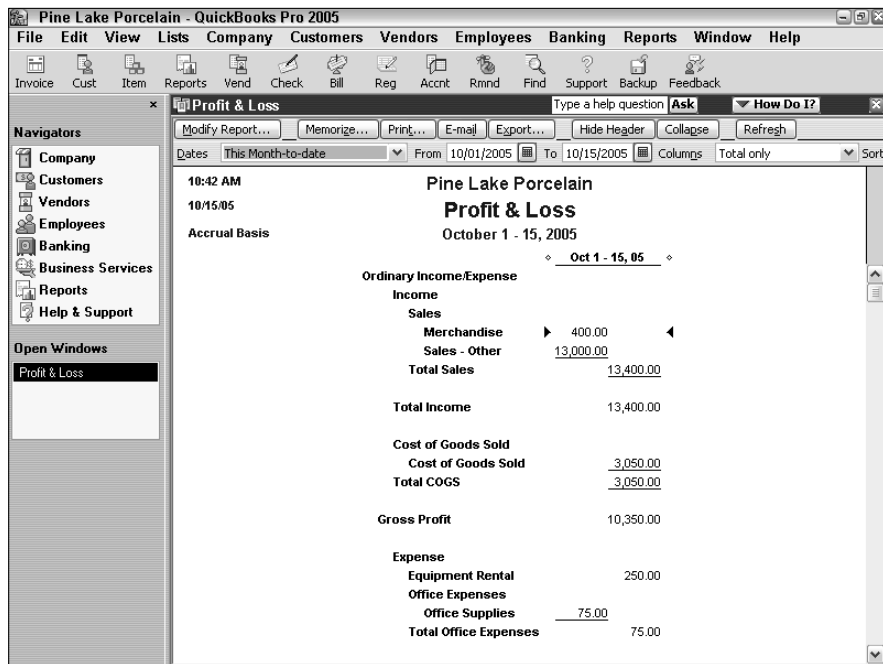 Pine Lake Porcelain - QuickBooks Pro 2005
File Edit View Lists Company Customers Vendors Employees Banking Reports Window Help
Invoice Cust Item Reports Vend Check Bill Reg Accnt Rmnd Find Support Backup Feedback
Profit & Loss Type a help question Ask How Do I?
Navigators
Company
Customers
Vendors
Employees
Banking
Business Services
Reports
Help & Support
Open Windows
Profit & Loss
Modify Report... Memorize... Print... E-mail Export... Hide Header Collapse Refresh
Dates This Month-to-date From 10/01/2005 To 10/15/2005 Columns Total only Sort
10:42 AM Pine Lake Porcelain
10/15/05 Profit & Loss
Accrual Basis October 1 - 15, 2005
Oct 1 - 15, 05
Ordinary Income/Expense
Income
Sales
Merchandise 400.00
Sales - Other 13,000.00
Total Sales 13,400.00
Total Income 13,400.00
Cost of Goods Sold
Cost of Goods Sold 3,050.00
Total COGS 3,050.00
Gross Profit 10,350.00
Expense
Equipment Rental 250.00
Office Expenses
Office Supplies 75.00
Total Office Expenses 75.00